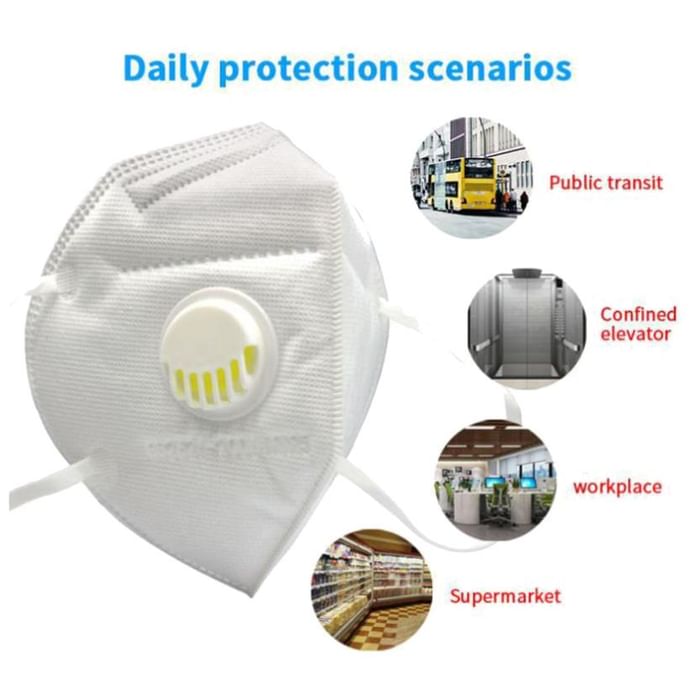 Daily protection scenarios
Public transit
Confined
elevator
workplace
Supermarket